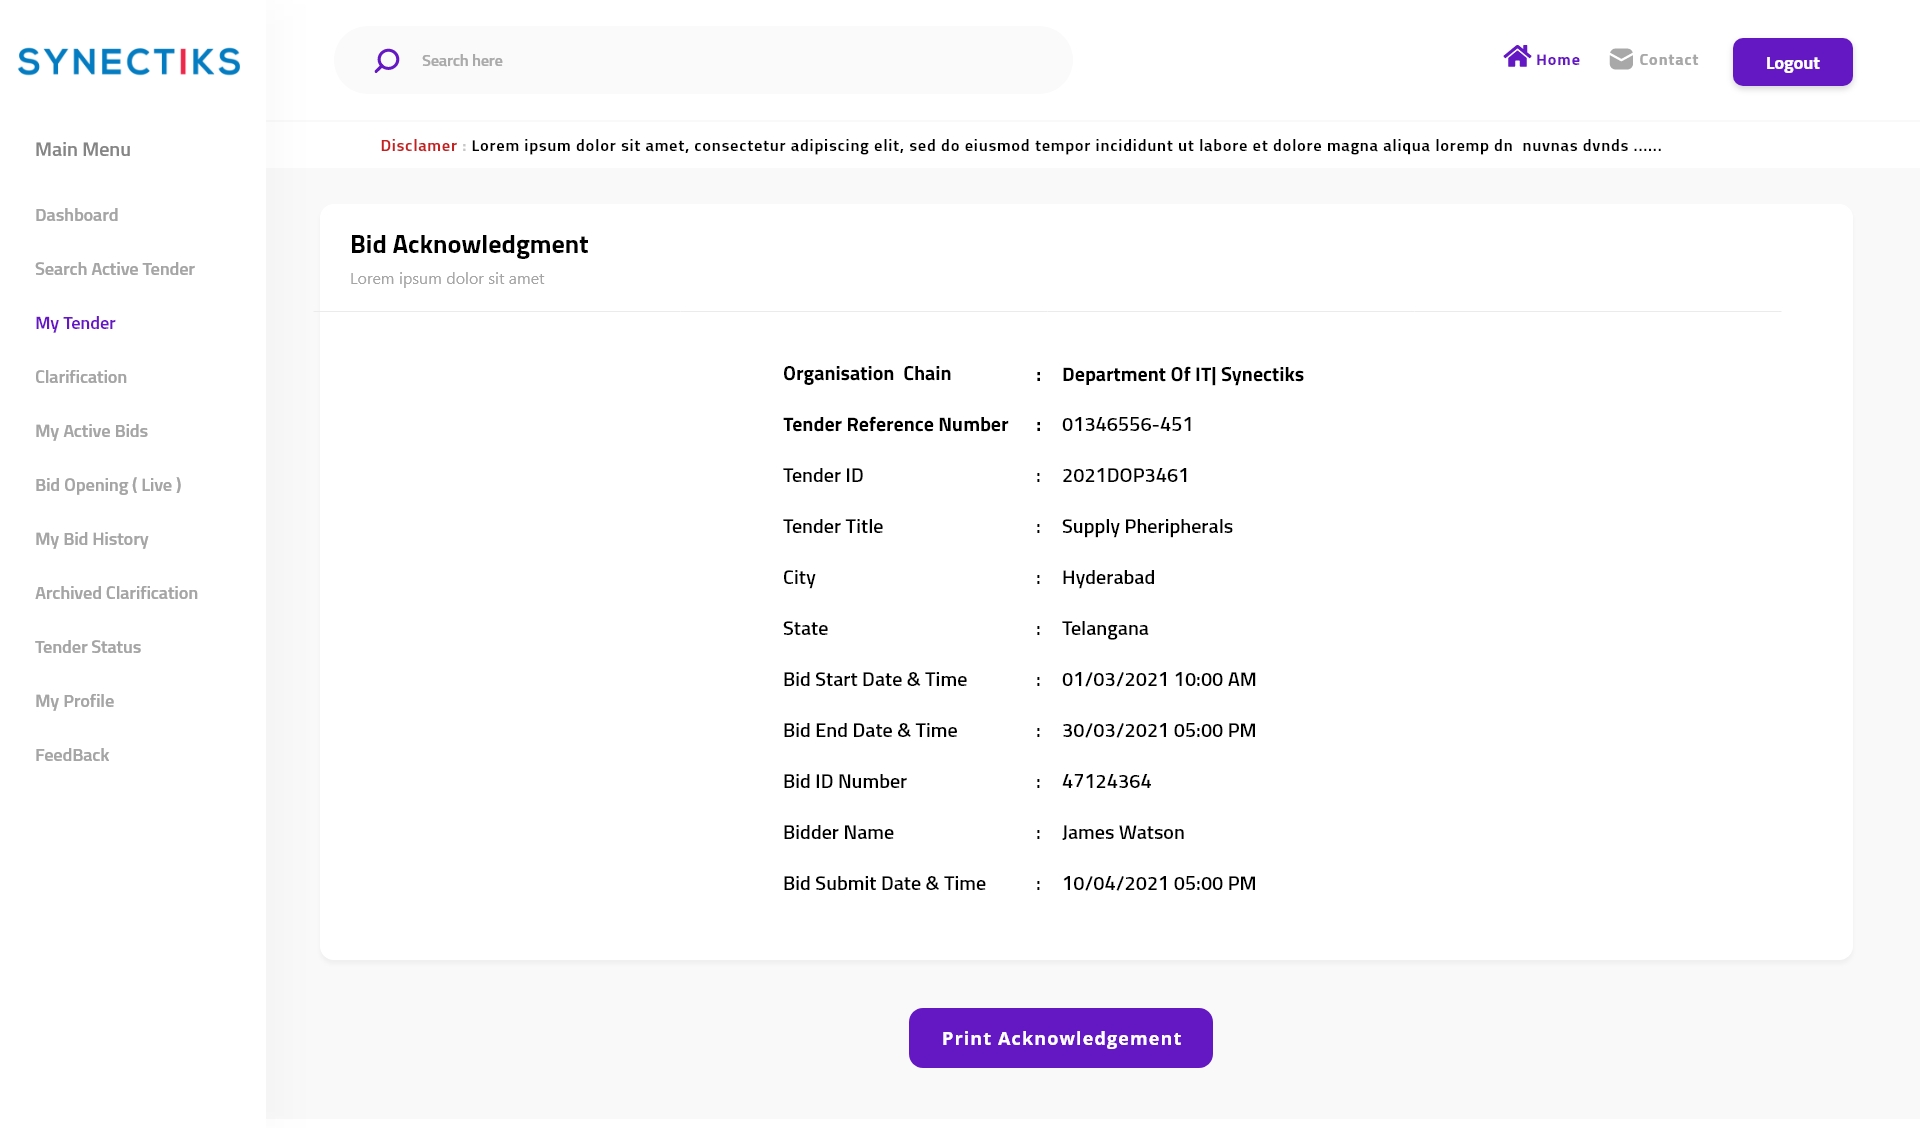 SYNECTIKS
Search here
Home
Contact
Logout
Disclamer : Lorem ipsum dolor sit amet, consectetur adipiscing elit, sed do eiusmod tempor incididunt ut labore et dolore magna aliqua loremp dn  nuvnas dvnds ......
Main Menu
Dashboard
Search Active Tender
My Tender
Clarification
My Active Bids
Bid Opening ( Live )
My Bid History
Archived Clarification
Tender Status
My Profile
FeedBack
Bid Acknowledgment
Lorem ipsum dolor sit amet
Organisation  Chain : Department Of IT| Synectiks
Tender Reference Number : 01346556-451
Tender ID : 2021DOP3461
Tender Title : Supply Pheripherals
City : Hyderabad
State : Telangana
Bid Start Date & Time : 01/03/2021 10:00 AM
Bid End Date & Time : 30/03/2021 05:00 PM
Bid ID Number : 47124364
Bidder Name : James Watson
Bid Submit Date & Time : 10/04/2021 05:00 PM
Print Acknowledgement